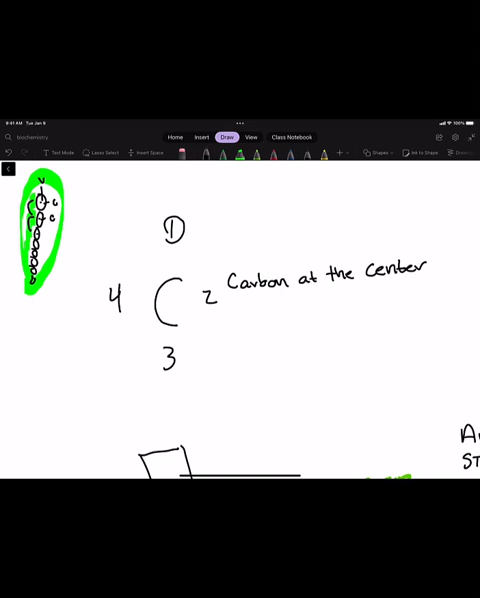 9:41 AM Tue Jan 9
100%
biochemistry
Home Insert Draw View Class Notebook
Text Mode Lasso Select Insert Space
Shapes Ink to Shape
①
4 C 2 Carbon at the center
3